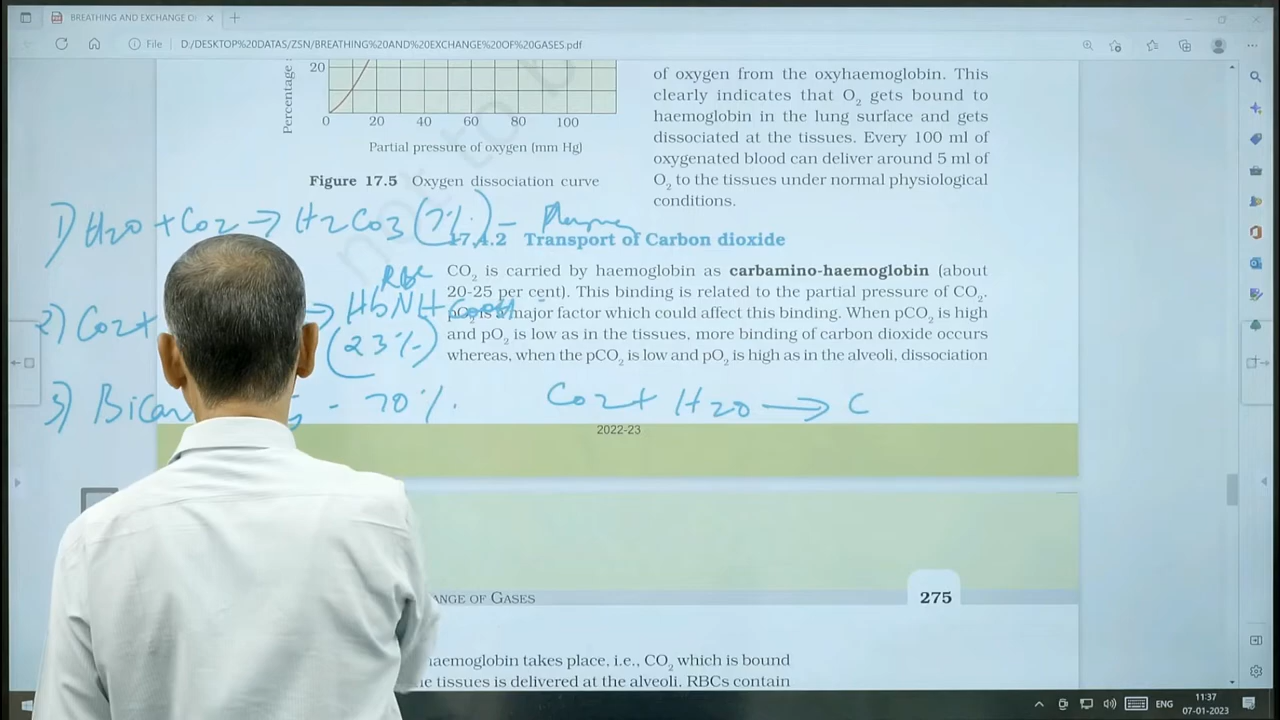 BREATHING AND EXCHANGE O
File D:/DESKTOP%20DATAS/ZSN/BREATHING%20AND%20EXCHANGE%20OF%20GASES.pdf
Percentage
20
0 20 40 60 80 100
Partial pressure of oxygen (mm Hg)
Figure 17.5 Oxygen dissociation curve
of oxygen from the oxyhaemoglobin. This
clearly indicates that O2 gets bound to
haemoglobin in the lung surface and gets
dissociated at the tissues. Every 100 ml of
oxygenated blood can deliver around 5 ml of
O2 to the tissues under normal physiological
conditions.
not to b
1) H2O + CO2 → H2CO3 (7%) - Plasma
17.4.2 Transport of Carbon dioxide
CO2 is carried by haemoglobin as carbamino-haemoglobin (about
20-25 per cent). This binding is related to the partial pressure of CO2.
pO2 is a major factor which could affect this binding. When pCO2 is high
and pO2 is low as in the tissues, more binding of carbon dioxide occurs
whereas, when the pCO2 is low and pO2 is high as in the alveoli, dissociation
RBC
2) CO2 + → HbNHCOOH -
(23%)
3) Bicar - 70%.
CO2 + H2O → C
2022-23
ANGE OF GASES
275
haemoglobin takes place, i.e., CO2 which is bound
e tissues is delivered at the alveoli. RBCs contain
ENG
11:37
07-01-2023